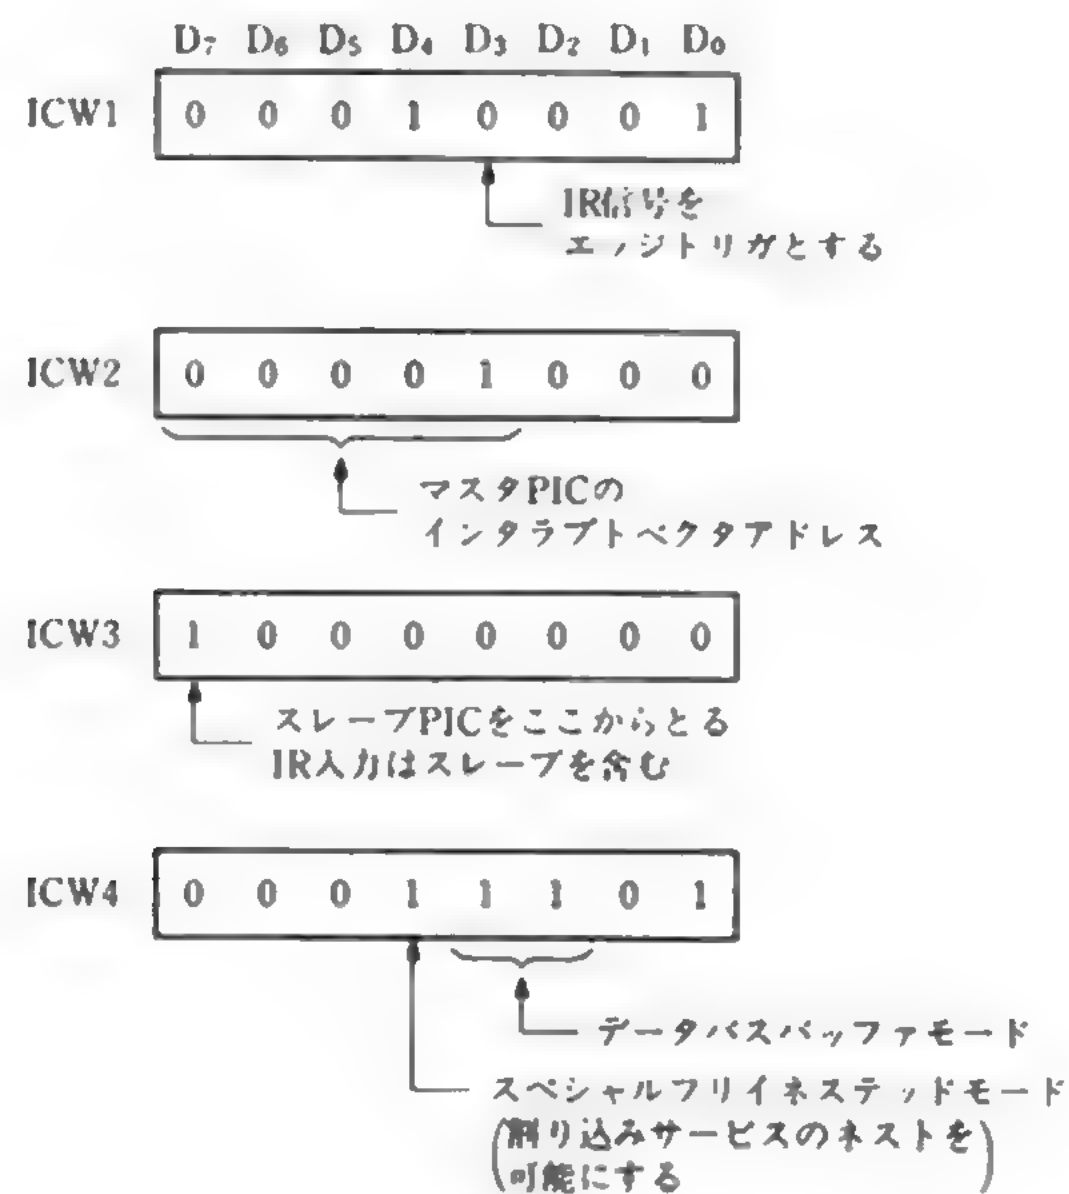 D₇ D₆ D₅ D₄ D₃ D₂ D₁ D₀
ICW1 0 0 0 1 0 0 0 1
IR信号を
エッジトリガとする
ICW2 0 0 0 0 1 0 0 0
マスタPICの
インタラプトベクタアドレス
ICW3 1 0 0 0 0 0 0 0
スレーブPICをここからとる
IR入力はスレーブを含む
ICW4 0 0 0 1 1 1 0 1
データバスバッファモード
スペシャルフリイネステッドモード
(割り込みサービスのネストを
可能にする)